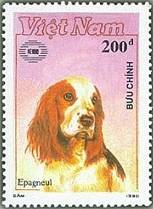 Việt Nam
200đ
BƯU CHÍNH
Epagneul
1990